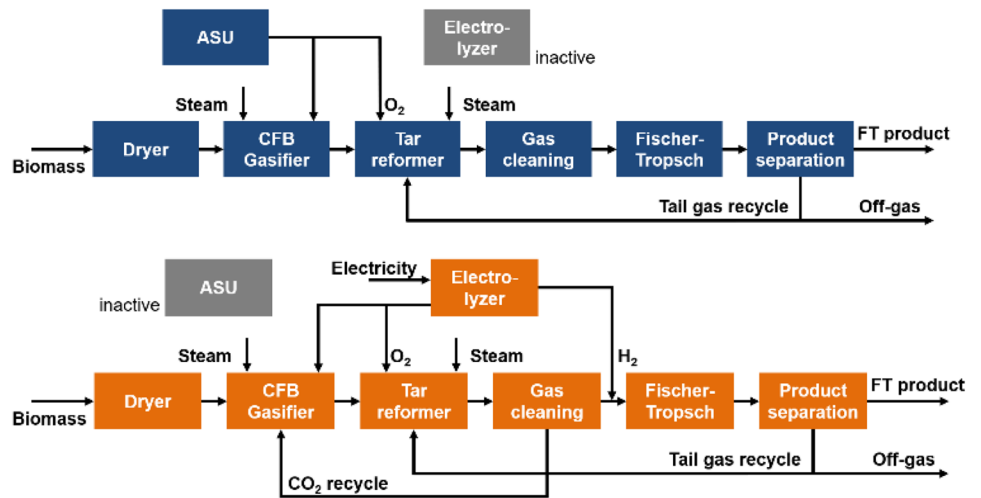 ASU
Electro-
lyzer
inactive
Steam
O2
Steam
Biomass
Dryer
CFB
Gasifier
Tar
reformer
Gas
cleaning
Fischer-
Tropsch
Product
separation
FT product
Tail gas recycle
Off-gas
Electricity
Electro-
lyzer
inactive
ASU
Steam
O2
Steam
H2
Biomass
Dryer
CFB
Gasifier
Tar
reformer
Gas
cleaning
Fischer-
Tropsch
Product
separation
FT product
Tail gas recycle
Off-gas
CO2 recycle